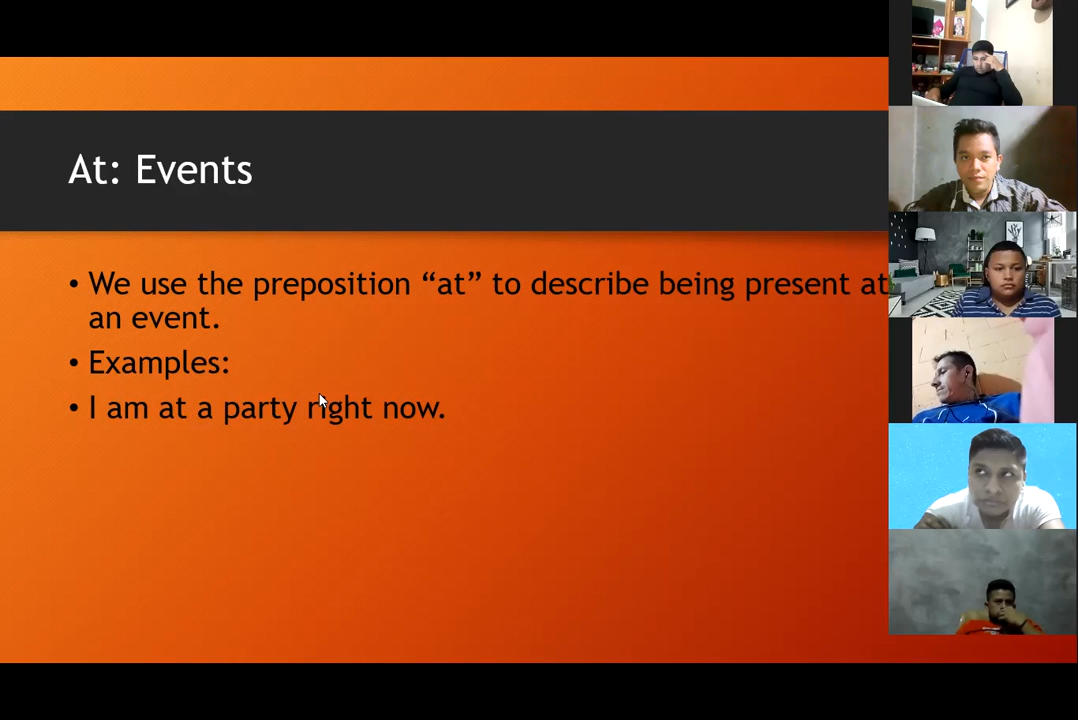 At: Events
• We use the preposition “at” to describe being present at
an event.
• Examples:
• I am at a party right now.